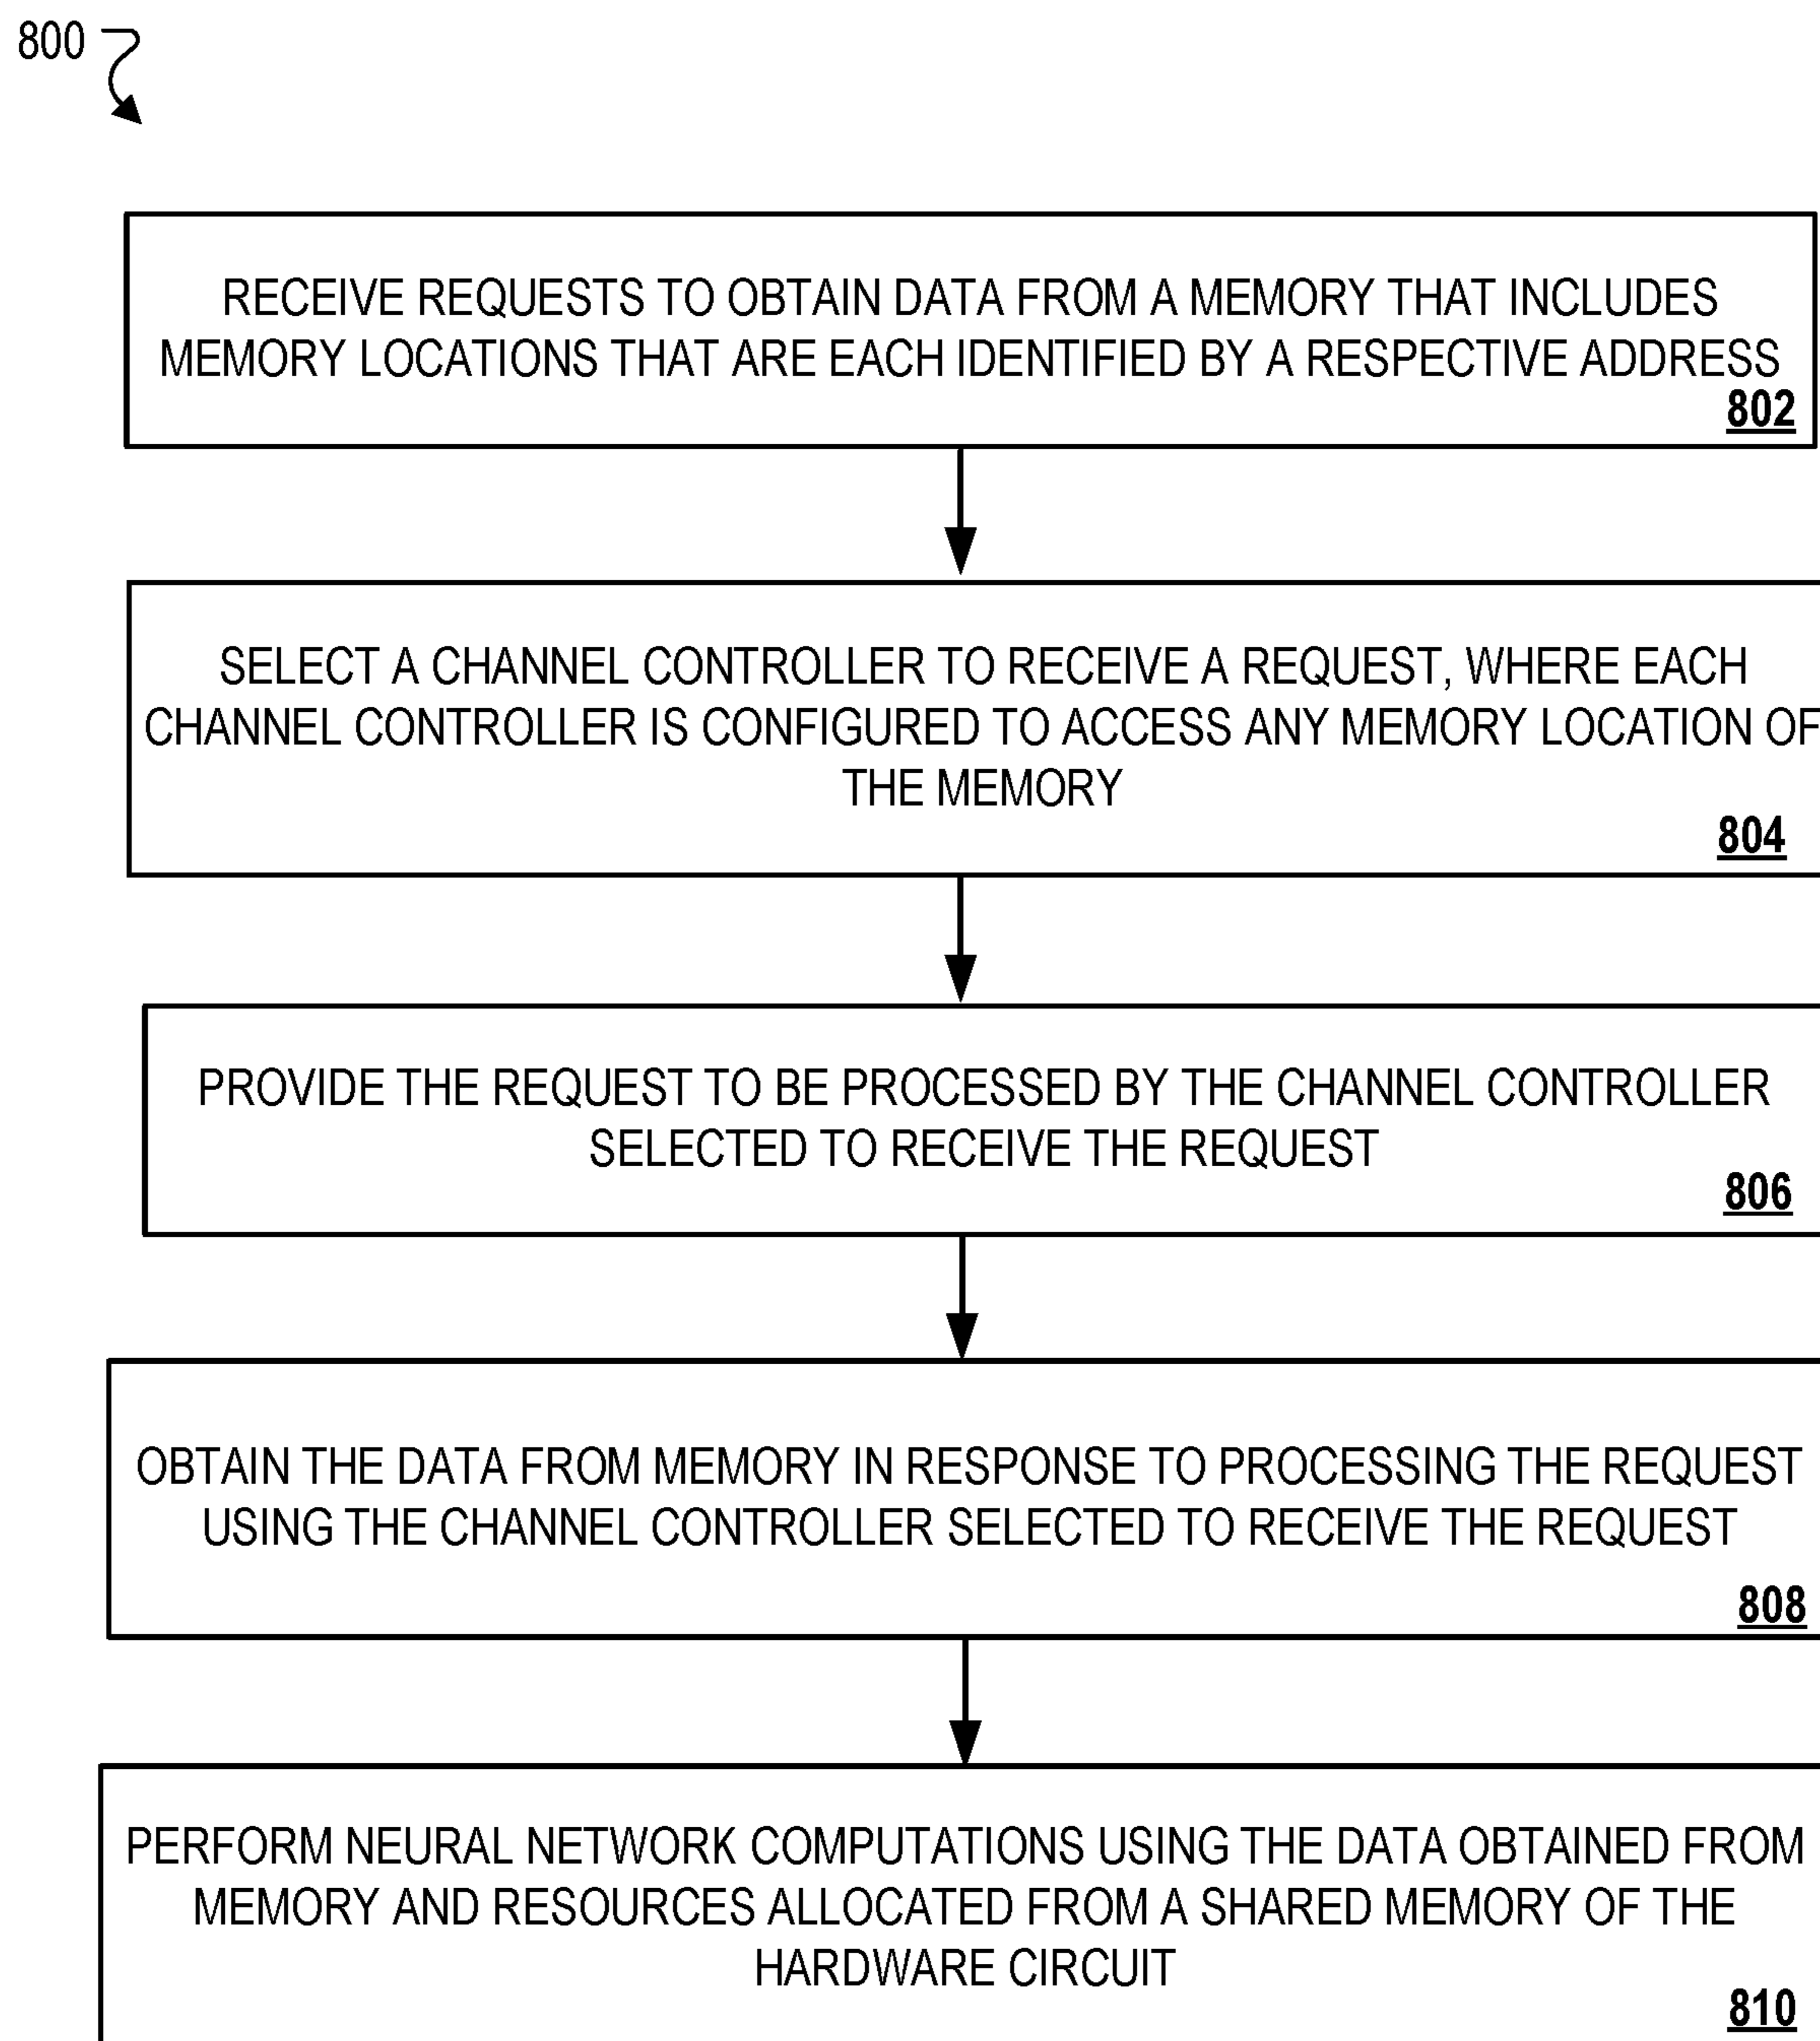 800
RECEIVE REQUESTS TO OBTAIN DATA FROM A MEMORY THAT INCLUDES
MEMORY LOCATIONS THAT ARE EACH IDENTIFIED BY A RESPECTIVE ADDRESS
802
SELECT A CHANNEL CONTROLLER TO RECEIVE A REQUEST, WHERE EACH
CHANNEL CONTROLLER IS CONFIGURED TO ACCESS ANY MEMORY LOCATION OF
THE MEMORY
804
PROVIDE THE REQUEST TO BE PROCESSED BY THE CHANNEL CONTROLLER
SELECTED TO RECEIVE THE REQUEST
806
OBTAIN THE DATA FROM MEMORY IN RESPONSE TO PROCESSING THE REQUEST
USING THE CHANNEL CONTROLLER SELECTED TO RECEIVE THE REQUEST
808
PERFORM NEURAL NETWORK COMPUTATIONS USING THE DATA OBTAINED FROM
MEMORY AND RESOURCES ALLOCATED FROM A SHARED MEMORY OF THE
HARDWARE CIRCUIT
810